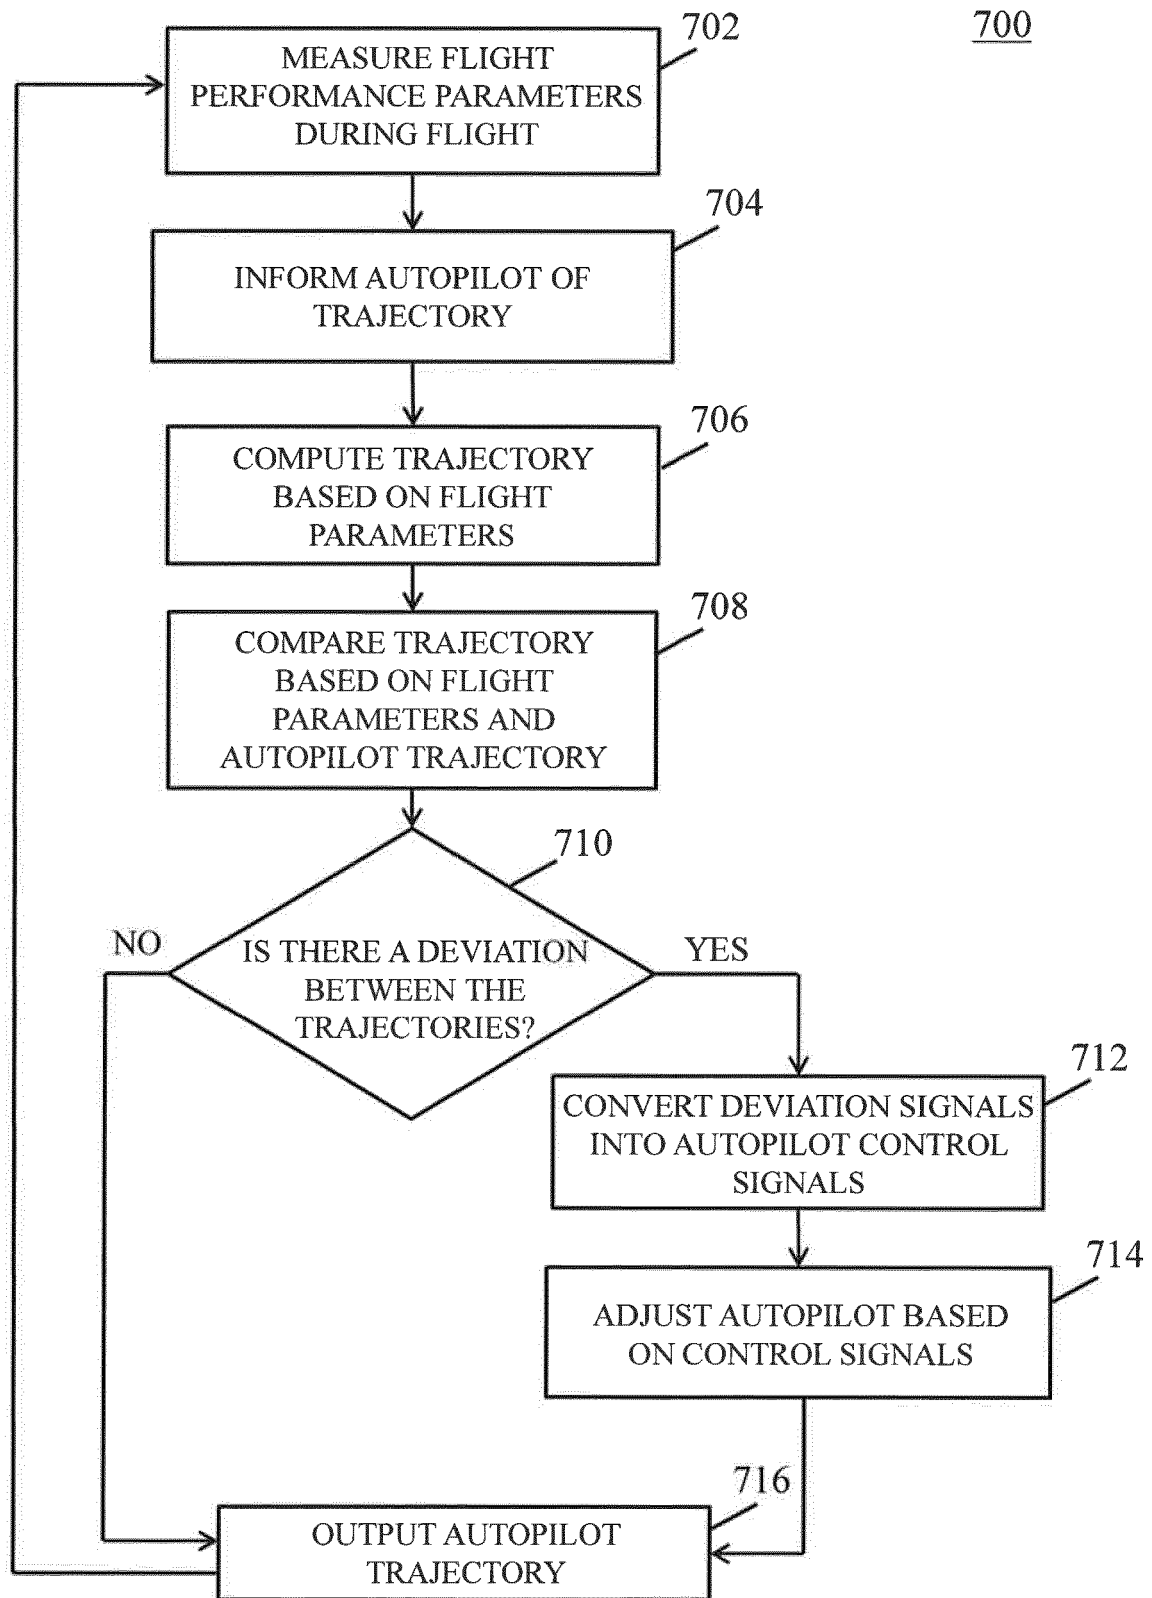 700
702
MEASURE FLIGHT
PERFORMANCE PARAMETERS
DURING FLIGHT
704
INFORM AUTOPILOT OF
TRAJECTORY
706
COMPUTE TRAJECTORY
BASED ON FLIGHT
PARAMETERS
708
COMPARE TRAJECTORY
BASED ON FLIGHT
PARAMETERS AND
AUTOPILOT TRAJECTORY
710
NO
IS THERE A DEVIATION
BETWEEN THE
TRAJECTORIES?
YES
712
CONVERT DEVIATION SIGNALS
INTO AUTOPILOT CONTROL
SIGNALS
714
ADJUST AUTOPILOT BASED
ON CONTROL SIGNALS
716
OUTPUT AUTOPILOT
TRAJECTORY